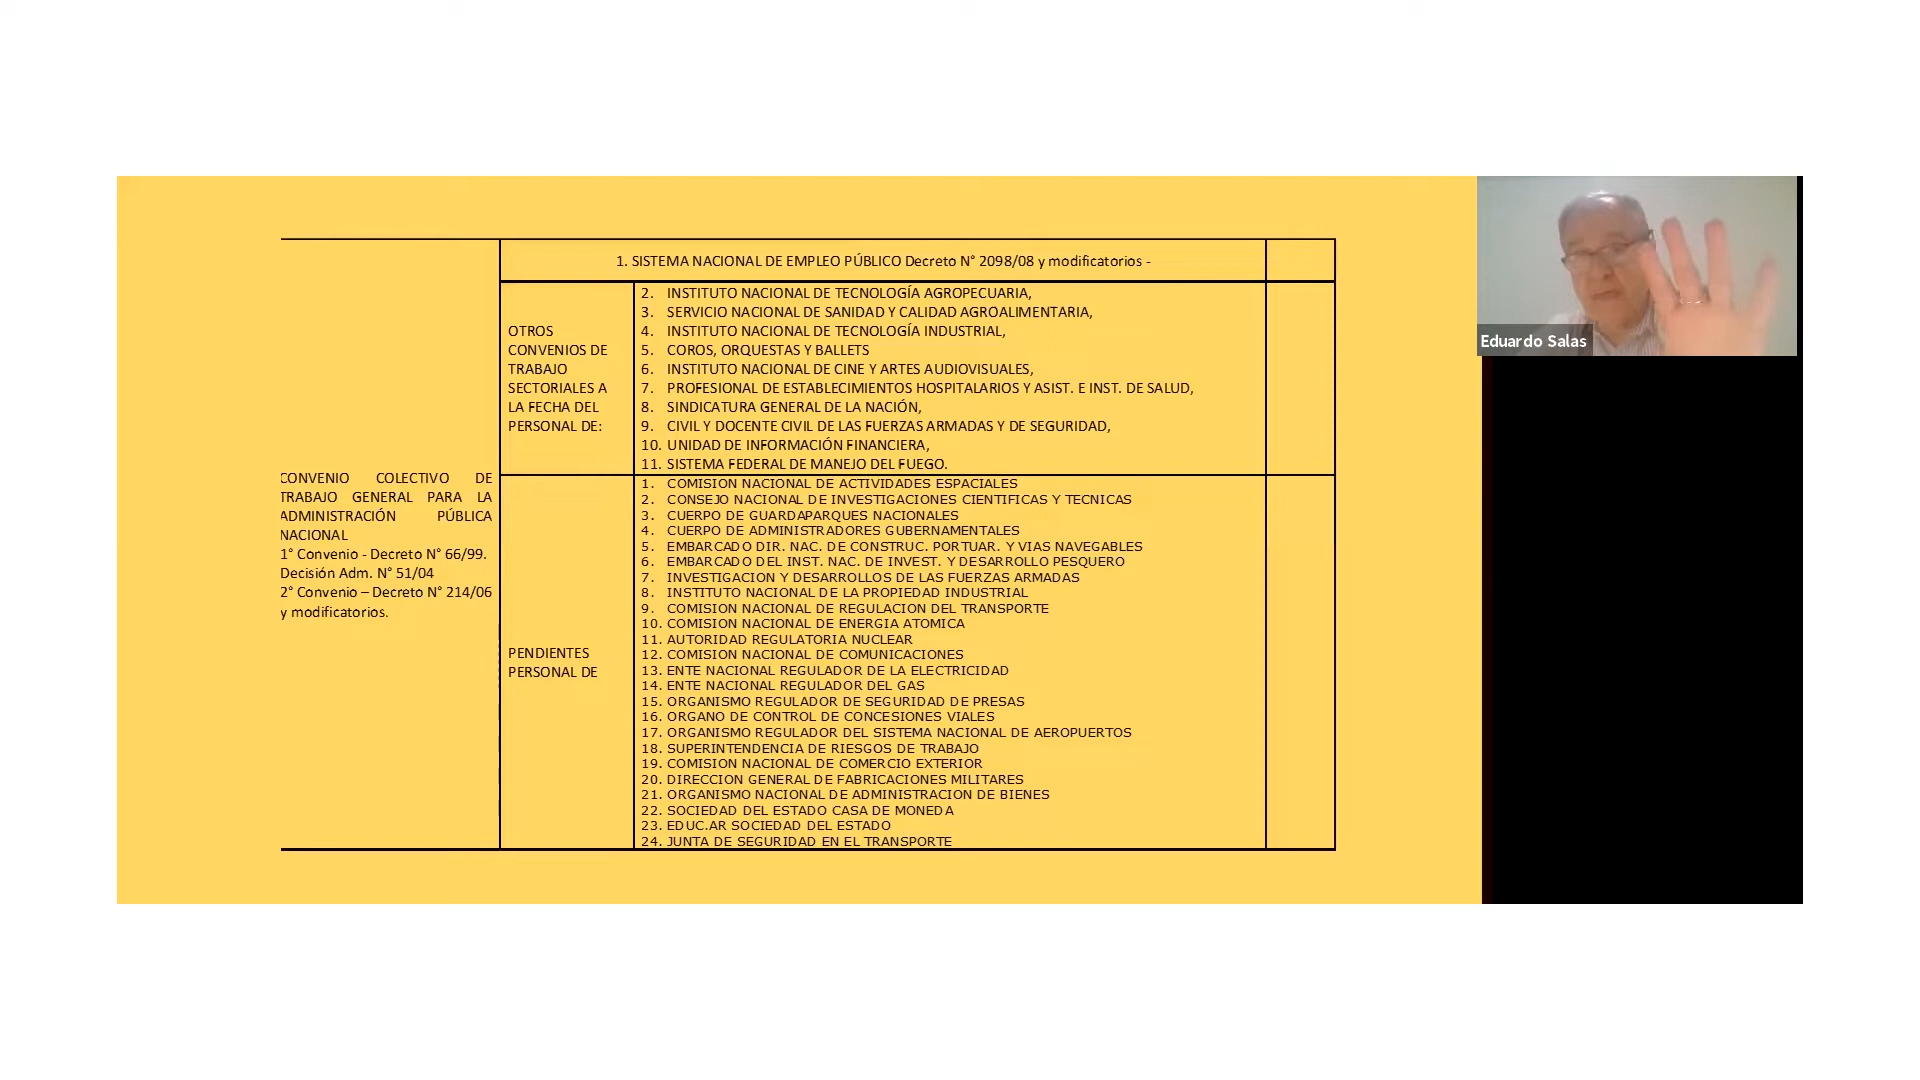 1. SISTEMA NACIONAL DE EMPLEO PÚBLICO Decreto N° 2098/08 y modificatorios -
OTROS
CONVENIOS DE
TRABAJO
SECTORIALES A
LA FECHA DEL
PERSONAL DE:
2. INSTITUTO NACIONAL DE TECNOLOGÍA AGROPECUARIA,
3. SERVICIO NACIONAL DE SANIDAD Y CALIDAD AGROALIMENTARIA,
4. INSTITUTO NACIONAL DE TECNOLOGÍA INDUSTRIAL,
5. COROS, ORQUESTAS Y BALLETS
6. INSTITUTO NACIONAL DE CINE Y ARTES AUDIOVISUALES,
7. PROFESIONAL DE ESTABLECIMIENTOS HOSPITALARIOS Y ASIST. E INST. DE SALUD,
8. SINDICATURA GENERAL DE LA NACIÓN,
9. CIVIL Y DOCENTE CIVIL DE LAS FUERZAS ARMADAS Y DE SEGURIDAD,
10. UNIDAD DE INFORMACIÓN FINANCIERA,
11. SISTEMA FEDERAL DE MANEJO DEL FUEGO.
CONVENIO COLECTIVO DE
TRABAJO GENERAL PARA LA
ADMINISTRACIÓN PÚBLICA
NACIONAL
1° Convenio - Decreto N° 66/99.
Decisión Adm. N° 51/04
2° Convenio – Decreto N° 214/06
y modificatorios.
PENDIENTES
PERSONAL DE
1. COMISION NACIONAL DE ACTIVIDADES ESPACIALES
2. CONSEJO NACIONAL DE INVESTIGACIONES CIENTIFICAS Y TECNICAS
3. CUERPO DE GUARDAPARQUES NACIONALES
4. CUERPO DE ADMINISTRADORES GUBERNAMENTALES
5. EMBARCADO DIR. NAC. DE CONSTRUC. PORTUAR. Y VIAS NAVEGABLES
6. EMBARCADO DEL INST. NAC. DE INVEST. Y DESARROLLO PESQUERO
7. INVESTIGACION Y DESARROLLOS DE LAS FUERZAS ARMADAS
8. INSTITUTO NACIONAL DE LA PROPIEDAD INDUSTRIAL
9. COMISION NACIONAL DE REGULACION DEL TRANSPORTE
10. COMISION NACIONAL DE ENERGIA ATOMICA
11. AUTORIDAD REGULATORIA NUCLEAR
12. COMISION NACIONAL DE COMUNICACIONES
13. ENTE NACIONAL REGULADOR DE LA ELECTRICIDAD
14. ENTE NACIONAL REGULADOR DEL GAS
15. ORGANISMO REGULADOR DE SEGURIDAD DE PRESAS
16. ORGANO DE CONTROL DE CONCESIONES VIALES
17. ORGANISMO REGULADOR DEL SISTEMA NACIONAL DE AEROPUERTOS
18. SUPERINTENDENCIA DE RIESGOS DE TRABAJO
19. COMISION NACIONAL DE COMERCIO EXTERIOR
20. DIRECCION GENERAL DE FABRICACIONES MILITARES
21. ORGANISMO NACIONAL DE ADMINISTRACION DE BIENES
22. SOCIEDAD DEL ESTADO CASA DE MONEDA
23. EDUC.AR SOCIEDAD DEL ESTADO
24. JUNTA DE SEGURIDAD EN EL TRANSPORTE
Eduardo Salas